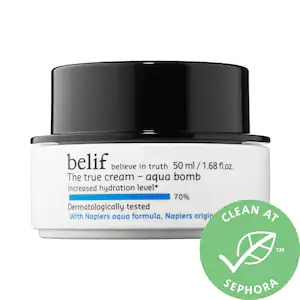 belif believe in truth 50 ml / 1.68 fl.oz.
The true cream – aqua bomb
Increased hydration level*
70%
Dermatologically tested
With Napiers aqua formula, Napiers origin
CLEAN AT
SEPHORA
TM